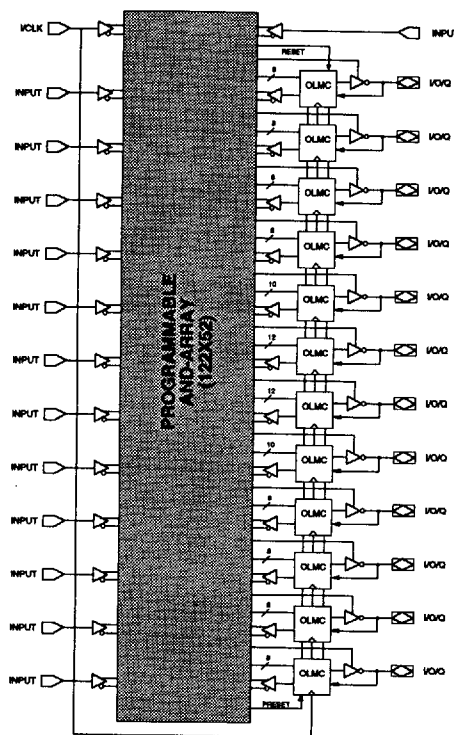 I/CLK
INPUT
RESET
INPUT 8 OLMC I/O/Q
INPUT 8 OLMC I/O/Q
INPUT 8 OLMC I/O/Q
INPUT 8 OLMC I/O/Q
INPUT 10 OLMC I/O/Q
INPUT 12 OLMC I/O/Q
INPUT 12 OLMC I/O/Q
INPUT 10 OLMC I/O/Q
INPUT 8 OLMC I/O/Q
INPUT 8 OLMC I/O/Q
INPUT 8 OLMC I/O/Q
INPUT 8 OLMC I/O/Q
PRESET
PROGRAMMABLE
AND-ARRAY
(122X52)